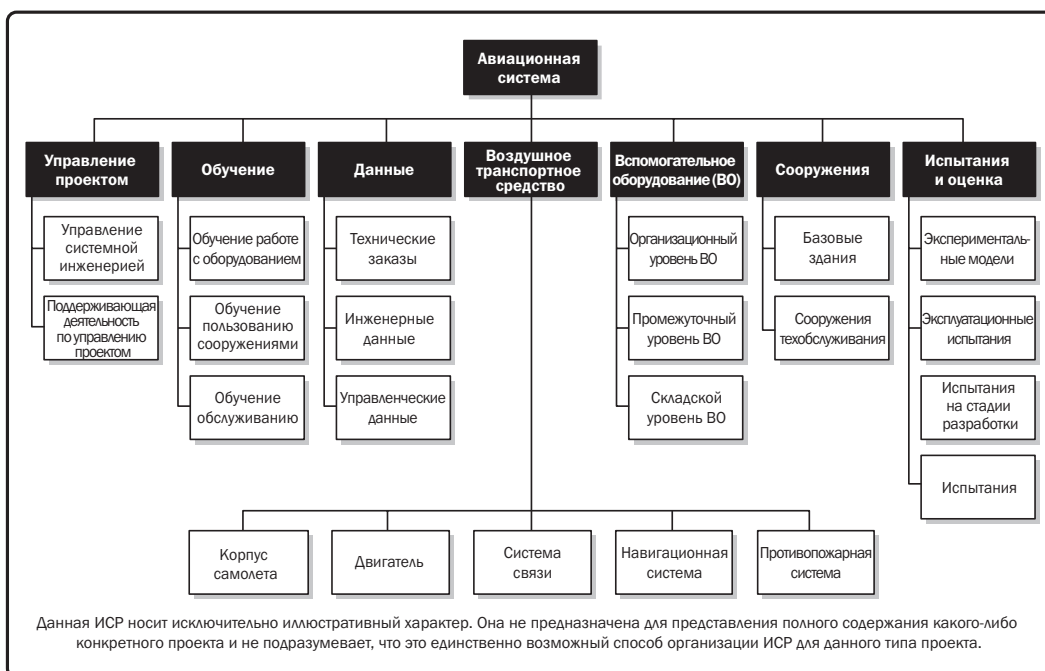 Авиационная
система
Управление
проектом
Обучение
Данные
Воздушное
транспортное
средство
Вспомогательное
оборудование (ВО)
Сооружения
Испытания
и оценка
Управление
системной
инженерией
Поддерживающая
деятельность
по управлению
проектом
Обучение работе
с оборудованием
Обучение
пользованию
сооружениями
Обучение
обслуживанию
Технические
заказы
Инженерные
данные
Управленческие
данные
Организационный
уровень ВО
Промежуточный
уровень ВО
Складской
уровень ВО
Базовые
здания
Сооружения
техобслуживания
Эксперименталь-
ные модели
Эксплуатационные
испытания
Испытания
на стадии
разработки
Испытания
Корпус
самолета
Двигатель
Система
связи
Навигационная
система
Противопожарная
система
Данная ИСР носит исключительно иллюстративный характер. Она не предназначена для представления полного содержания какого-либо
конкретного проекта и не подразумевает, что это единственно возможный способ организации ИСР для данного типа проекта.